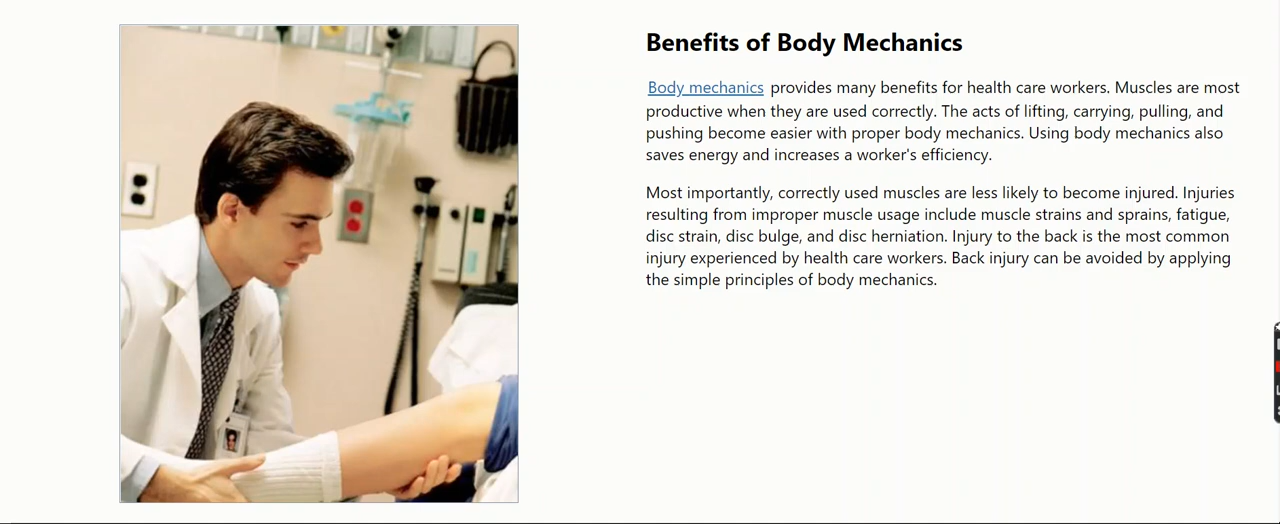 Benefits of Body Mechanics
Body mechanics provides many benefits for health care workers. Muscles are most
productive when they are used correctly. The acts of lifting, carrying, pulling, and
pushing become easier with proper body mechanics. Using body mechanics also
saves energy and increases a worker's efficiency.
Most importantly, correctly used muscles are less likely to become injured. Injuries
resulting from improper muscle usage include muscle strains and sprains, fatigue,
disc strain, disc bulge, and disc herniation. Injury to the back is the most common
injury experienced by health care workers. Back injury can be avoided by applying
the simple principles of body mechanics.